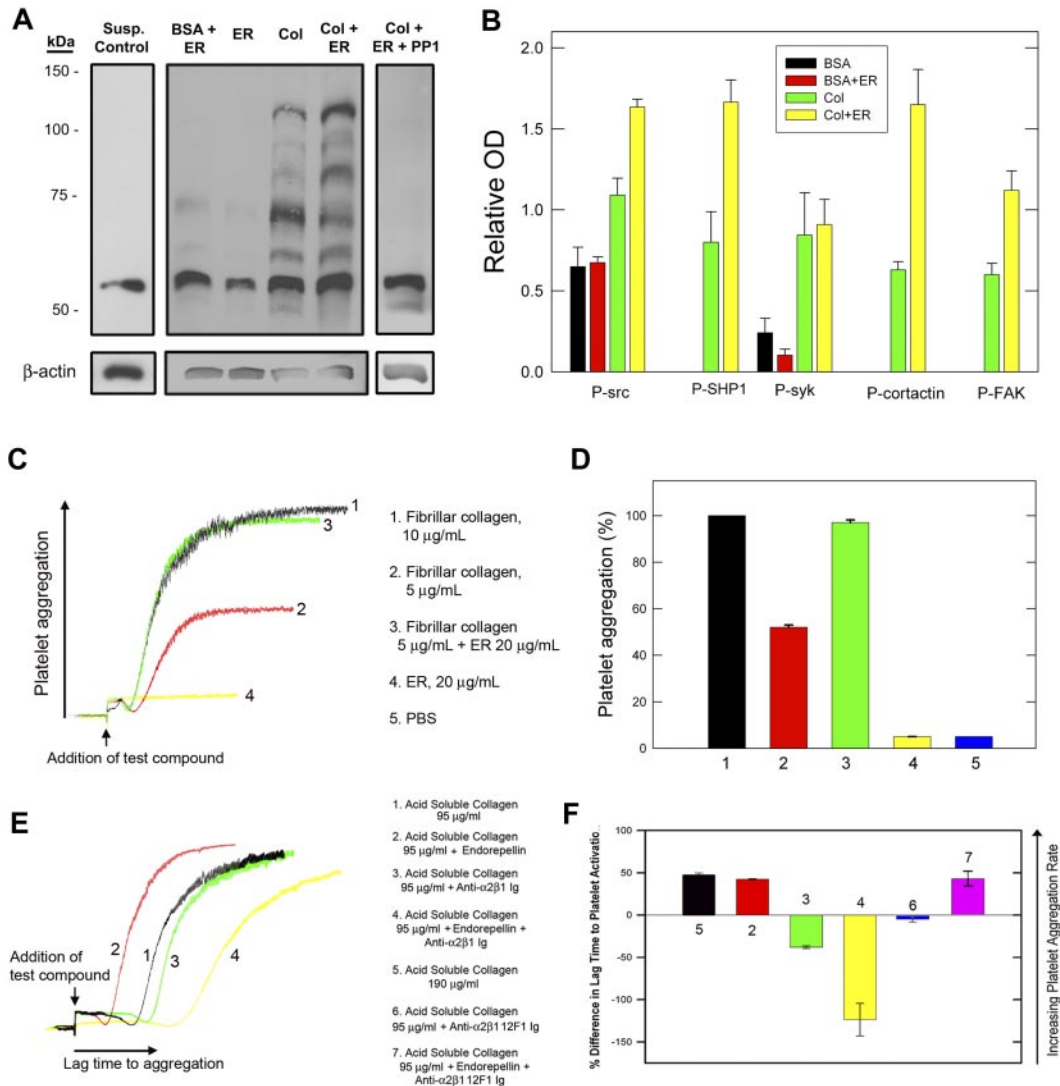 A
kDa
Susp.
Control
BSA +
ER
ER
Col
Col +
ER
Col +
ER + PP1
150 -
100 -
75 -
50 -
β-actin
B
Relative OD
2.0
1.5
1.0
0.5
0.0
BSA
BSA+ER
Col
Col+ER
P-src
P-SHP1
P-syk
P-cortactin
P-FAK
C
Platelet aggregation
1
3
2
4
Addition of test compound
1. Fibrillar collagen,
10 µg/mL
2. Fibrillar collagen,
5 µg/mL
3. Fibrillar collagen
5 µg/mL + ER 20 µg/mL
4. ER, 20 µg/mL
5. PBS
D
Platelet aggregation (%)
100
80
60
40
20
0
1
2
3
4
5
E
Addition of
test compound
2
1
3
4
Lag time to aggregation
1. Acid Soluble Collagen
95 µg/ml
2. Acid Soluble Collagen
95 µg/ml + Endorepellin
3. Acid Soluble Collagen
95 µg/ml + Anti-α2β1 Ig
4. Acid Soluble Collagen
95 µg/ml + Endorepellin +
Anti-α2β1 Ig
5. Acid Soluble Collagen
190 µg/ml
6. Acid Soluble Collagen
95 µg/ml + Anti-α2β1 12F1 Ig
7. Acid Soluble Collagen
95 µg/ml + Endorepellin +
Anti-α2β1 12F1 Ig
F
% Difference in Lag Time to Platelet Activatio..
100
50
0
-50
-100
-150
5
2
3
4
6
7
Increasing Platelet Aggregation Rate